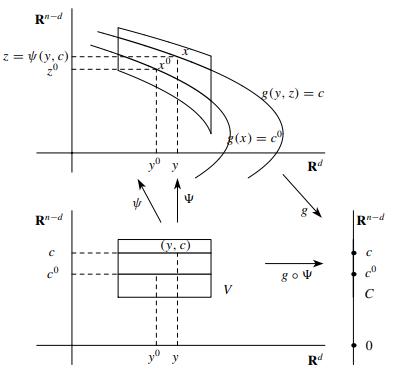 R^{n−d}
x
z = ψ(y, c)
z^0
x^0
g(y, z) = c
g(x) = c^0
y^0 y
R^d
ψ
Ψ
g
R^{n−d}
R^{n−d}
(y, c)
c
c
c^0
c^0
g ∘ Ψ
V
C
0
y^0 y
R^d